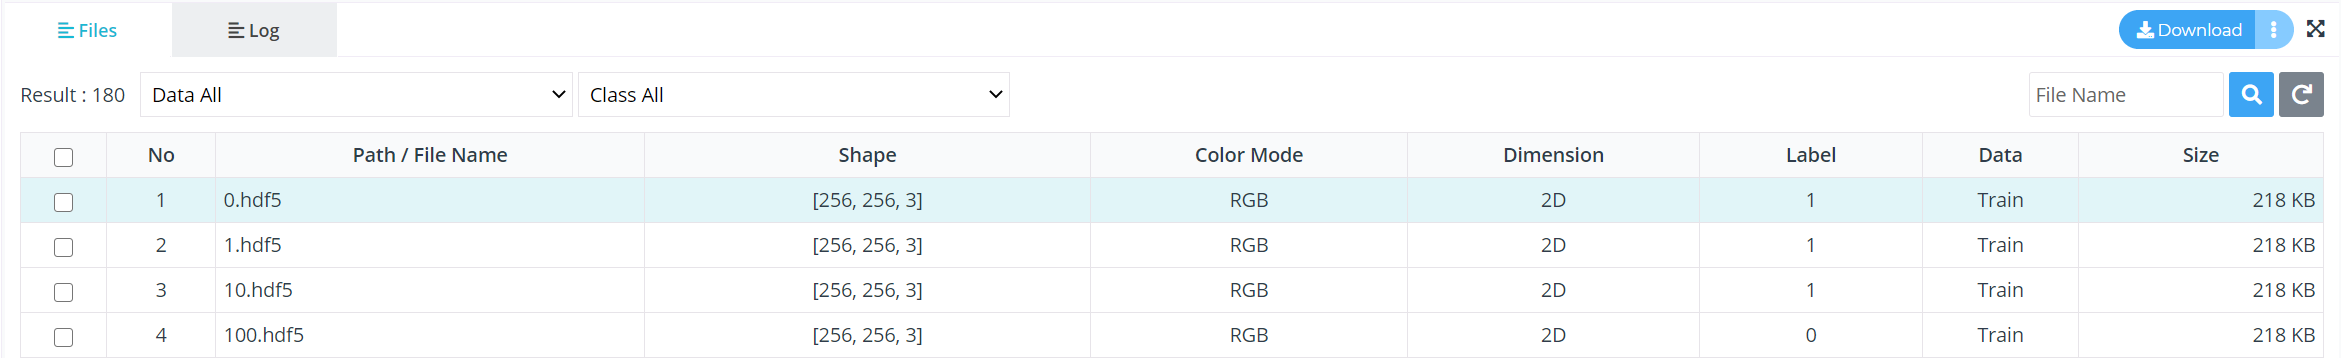 Files Log Download
Result : 180 Data All Class All File Name
No Path / File Name Shape Color Mode Dimension Label Data Size
1 0.hdf5 [256, 256, 3] RGB 2D 1 Train 218 KB
2 1.hdf5 [256, 256, 3] RGB 2D 1 Train 218 KB
3 10.hdf5 [256, 256, 3] RGB 2D 1 Train 218 KB
4 100.hdf5 [256, 256, 3] RGB 2D 0 Train 218 KB